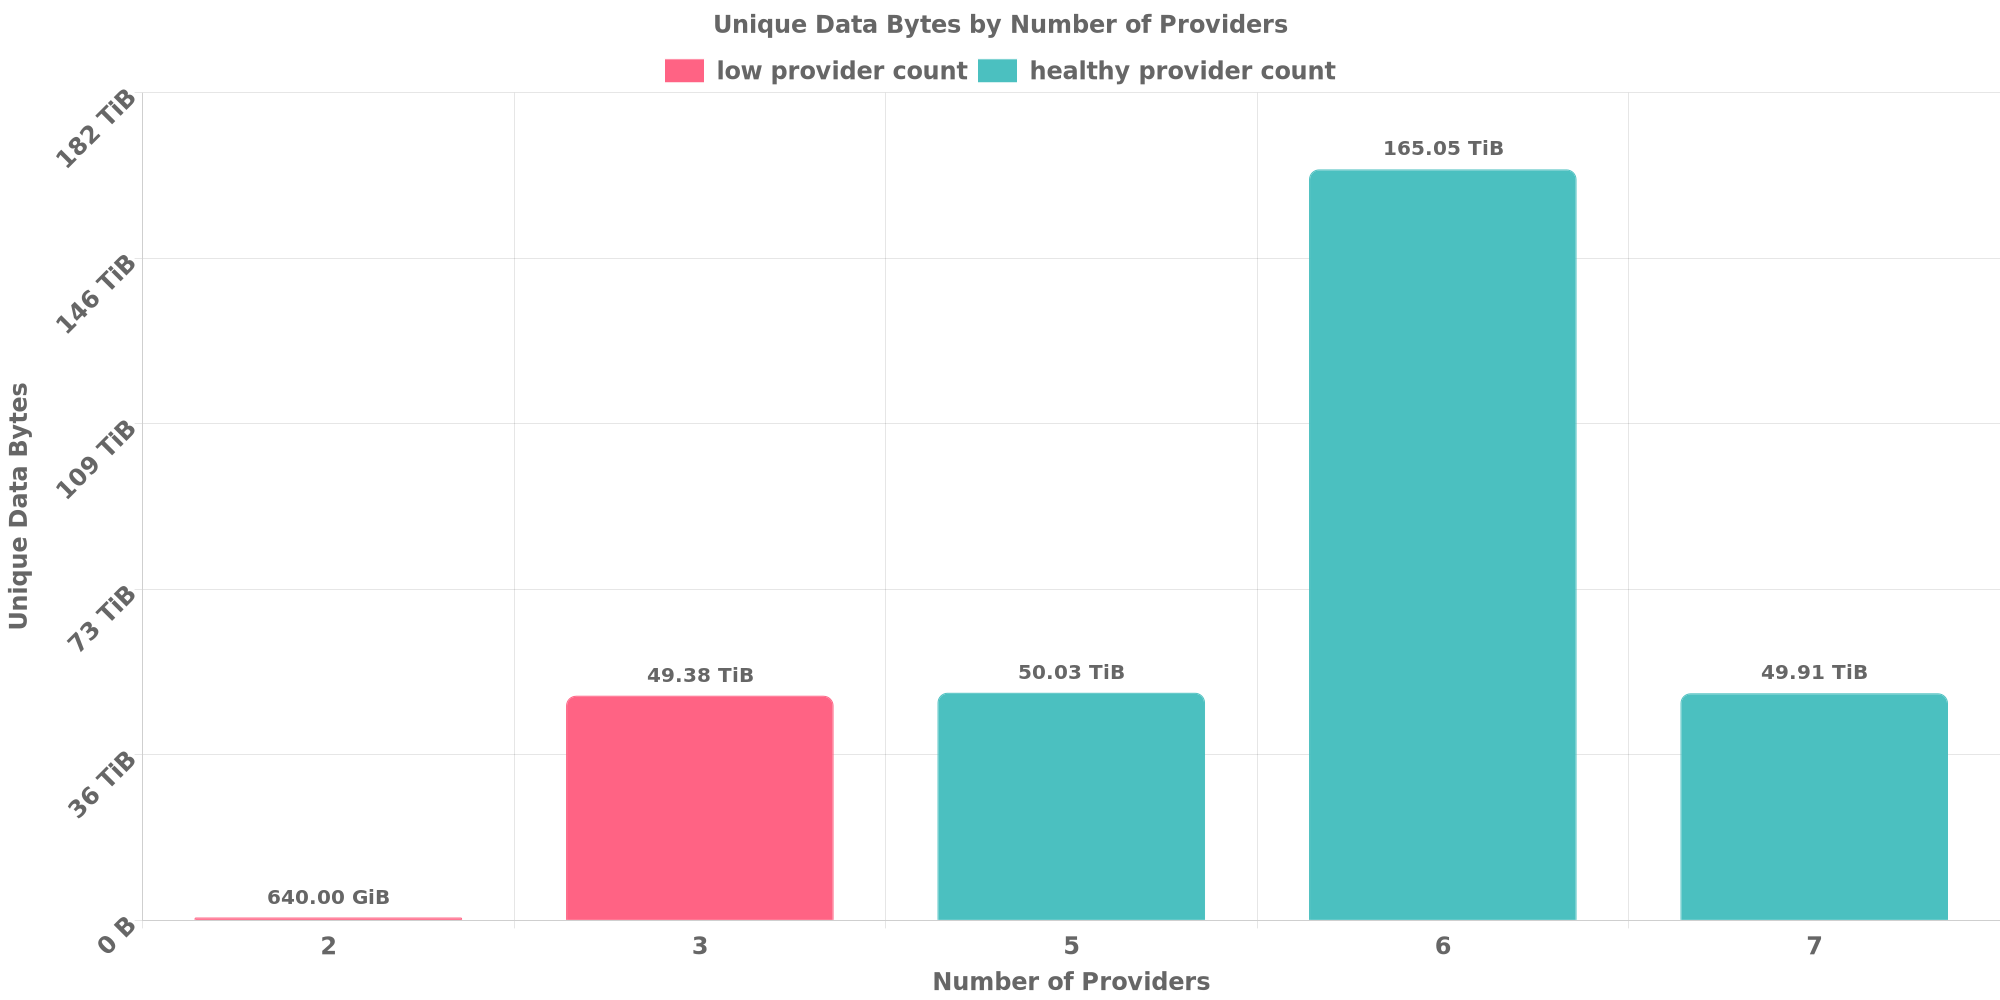 Unique Data Bytes by Number of Providers
low provider count healthy provider count
182 TiB
146 TiB
109 TiB
73 TiB
36 TiB
0 B
Unique Data Bytes
640.00 GiB
49.38 TiB
50.03 TiB
165.05 TiB
49.91 TiB
2 3 5 6 7
Number of Providers